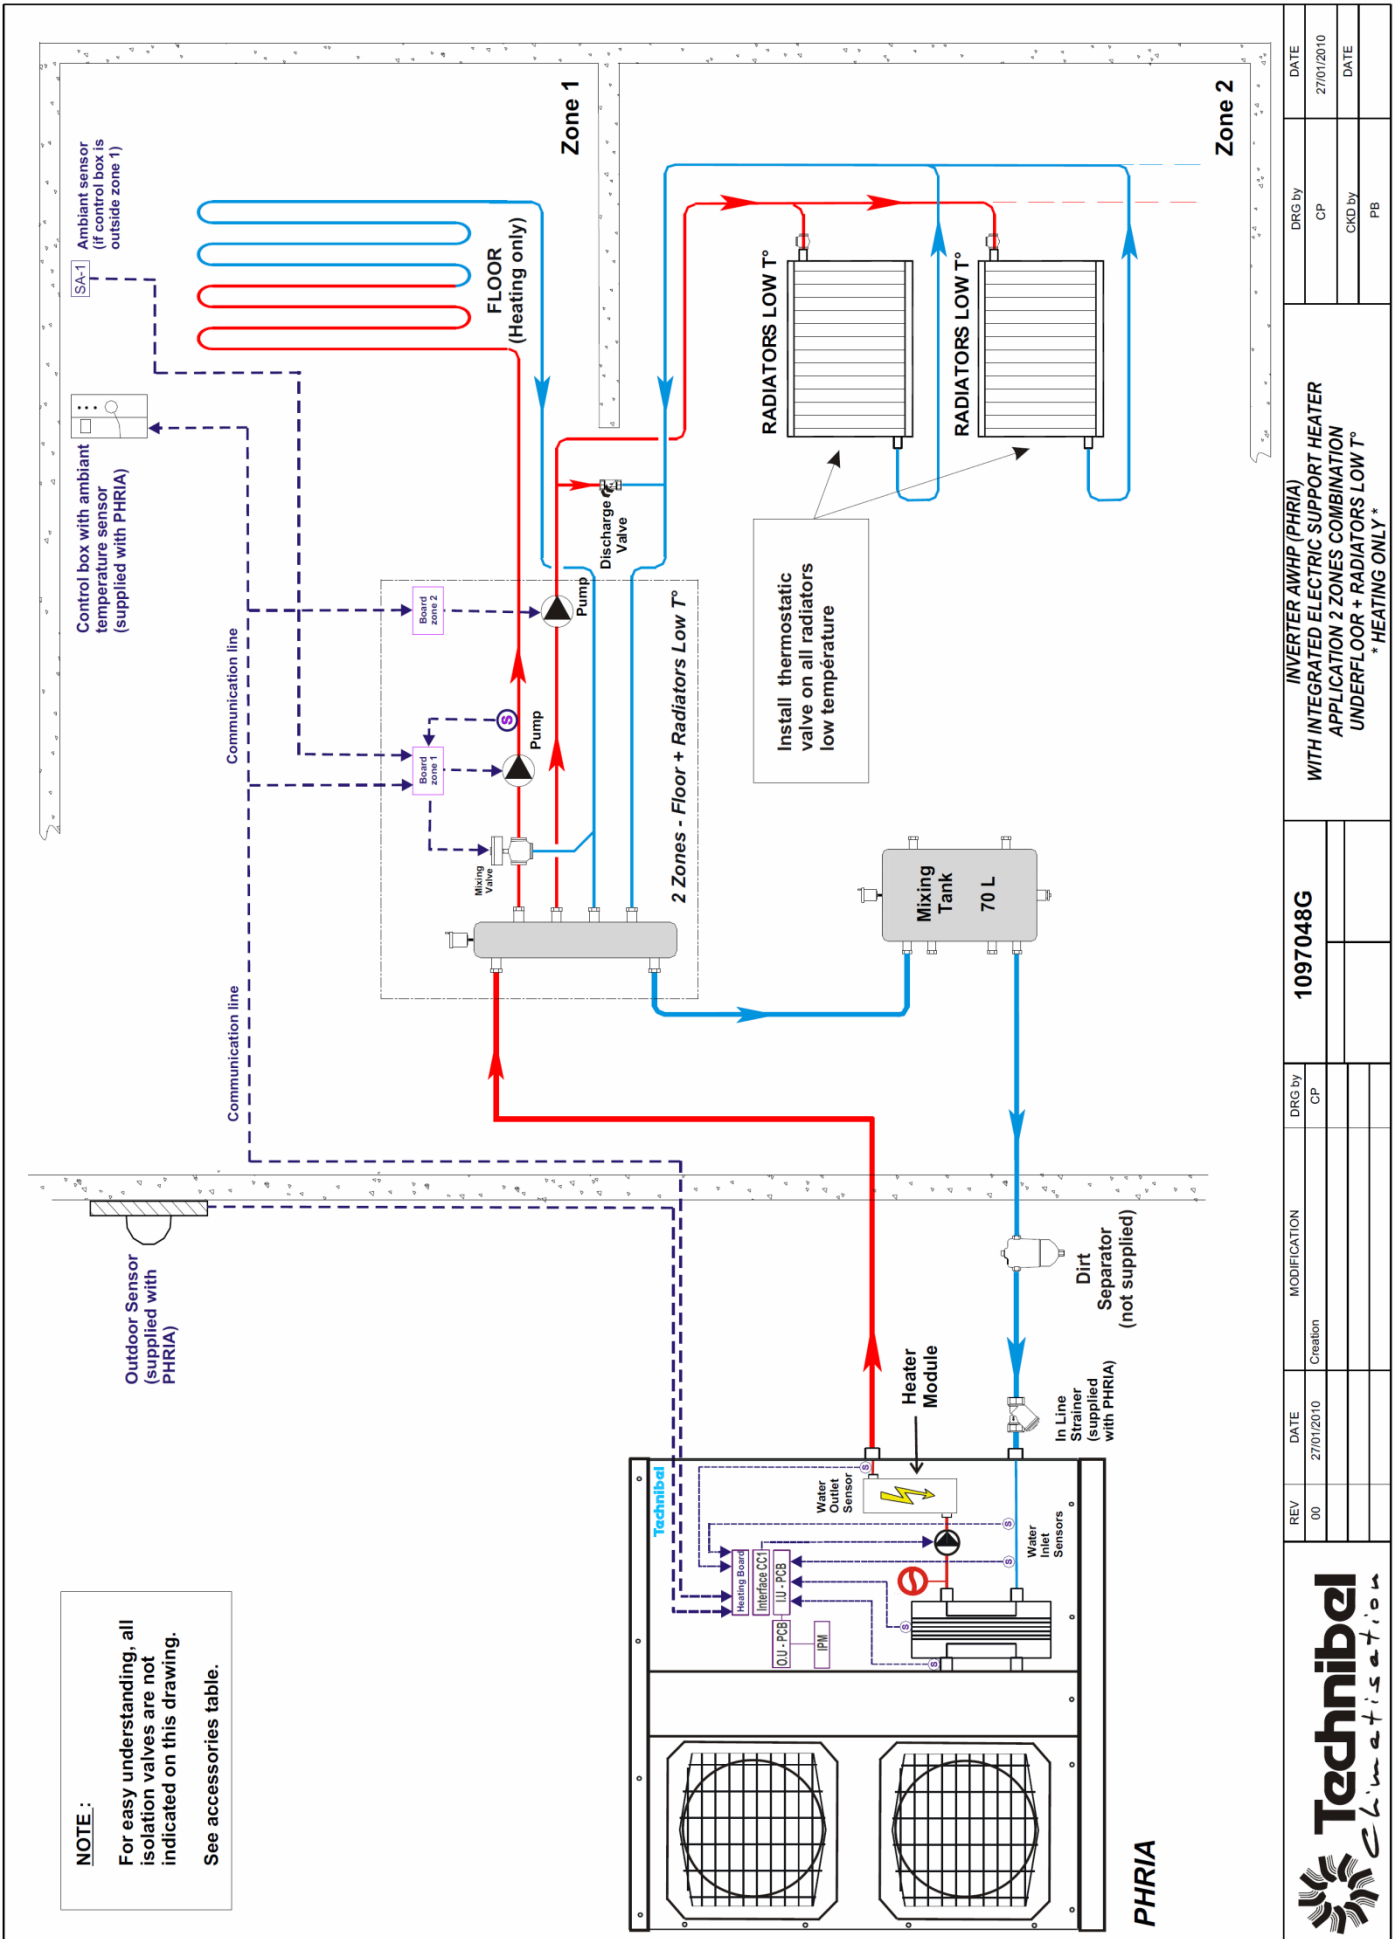 NOTE :
For easy understanding, all
isolation valves are not
indicated on this drawing.
See accessories table.
Outdoor Sensor
(supplied with
PHRIA)
Communication line
Communication line
Control box with ambiant
temperature sensor
(supplied with PHRIA)
SA-1
Ambiant sensor
(if control box is
outside zone 1)
Zone 1
FLOOR
(Heating only)
Board
zone 1
Board
zone 2
S
Mixing
Valve
Pump
Pump
Discharge
Valve
2 Zones - Floor + Radiators Low T°
RADIATORS LOW T°
RADIATORS LOW T°
Zone 2
Install thermostatic
valve on all radiators
low température
Mixing
Tank
70 L
Dirt
Separator
(not supplied)
In Line
Strainer
(supplied
with PHRIA)
Heater
Module
Technibel
Water
Outlet
Sensor
S
Heating Board
Interface CC1
I.U - PCB
O.U - PCB
IPM
S
S
S
S
Water
Inlet
Sensors
PHRIA
Technibel
Climatisation
REV
DATE
MODIFICATION
DRG by
00
27/01/2010
Creation
CP
1097048G
INVERTER AWHP (PHRIA)
WITH INTEGRATED ELECTRIC SUPPORT HEATER
APPLICATION 2 ZONES COMBINATION
UNDERFLOOR + RADIATORS LOW T°
* HEATING ONLY *
DRG by
DATE
CP
27/01/2010
CKD by
DATE
PB